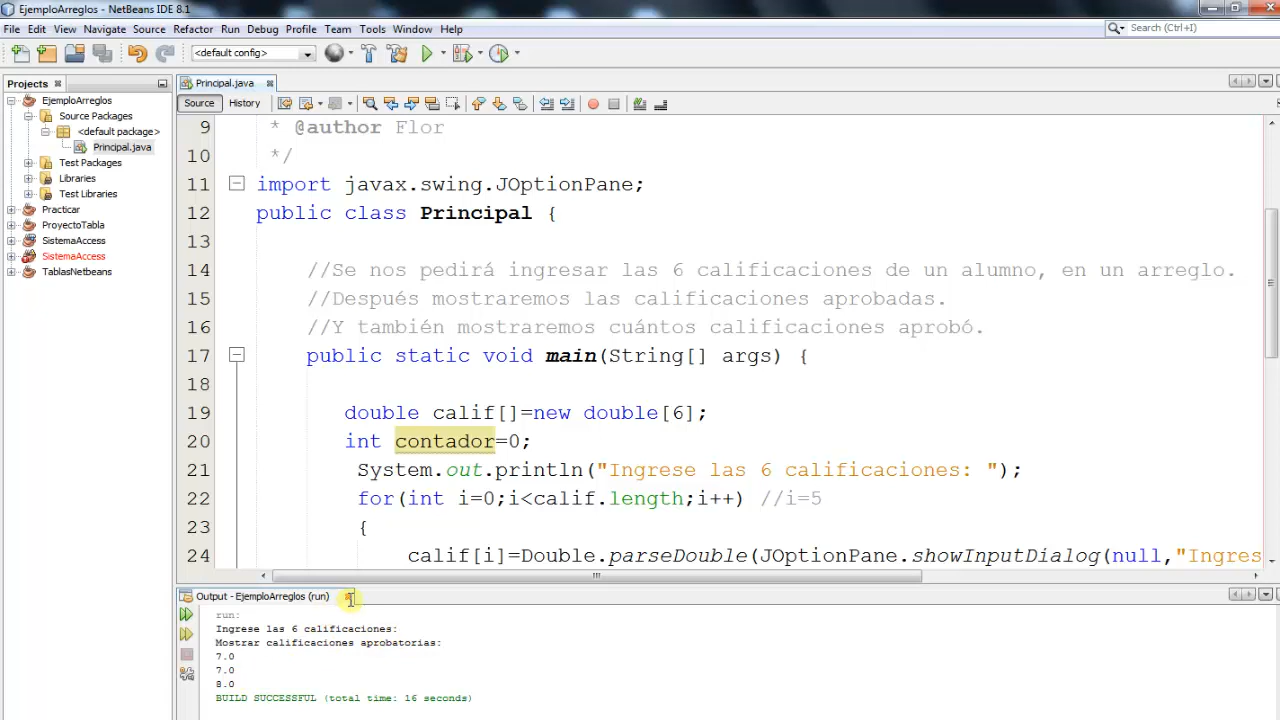 EjemploArreglos - NetBeans IDE 8.1
File Edit View Navigate Source Refactor Run Debug Profile Team Tools Window Help
Search (Ctrl+I)
<default config>
Projects
Principal.java
Source History
EjemploArreglos
Source Packages
<default package>
Principal.java
Test Packages
Libraries
Test Libraries
Practicar
ProyectoTabla
SistemaAccess
SistemaAccess
TablasNetbeans
9 * @author Flor
10 */
11 import javax.swing.JOptionPane;
12 public class Principal {
13
14 //Se nos pedirá ingresar las 6 calificaciones de un alumno, en un arreglo.
15 //Después mostraremos las calificaciones aprobadas.
16 //Y también mostraremos cuántos calificaciones aprobó.
17 public static void main(String[] args) {
18
19 double calif[]=new double[6];
20 int contador=0;
21 System.out.println("Ingrese las 6 calificaciones: ");
22 for(int i=0;i<calif.length;i++) //i=5
23 {
24 calif[i]=Double.parseDouble(JOptionPane.showInputDialog(null,"Ingres
Output - EjemploArreglos (run)
run:
Ingrese las 6 calificaciones:
Mostrar calificaciones aprobatorias:
7.0
7.0
8.0
BUILD SUCCESSFUL (total time: 16 seconds)